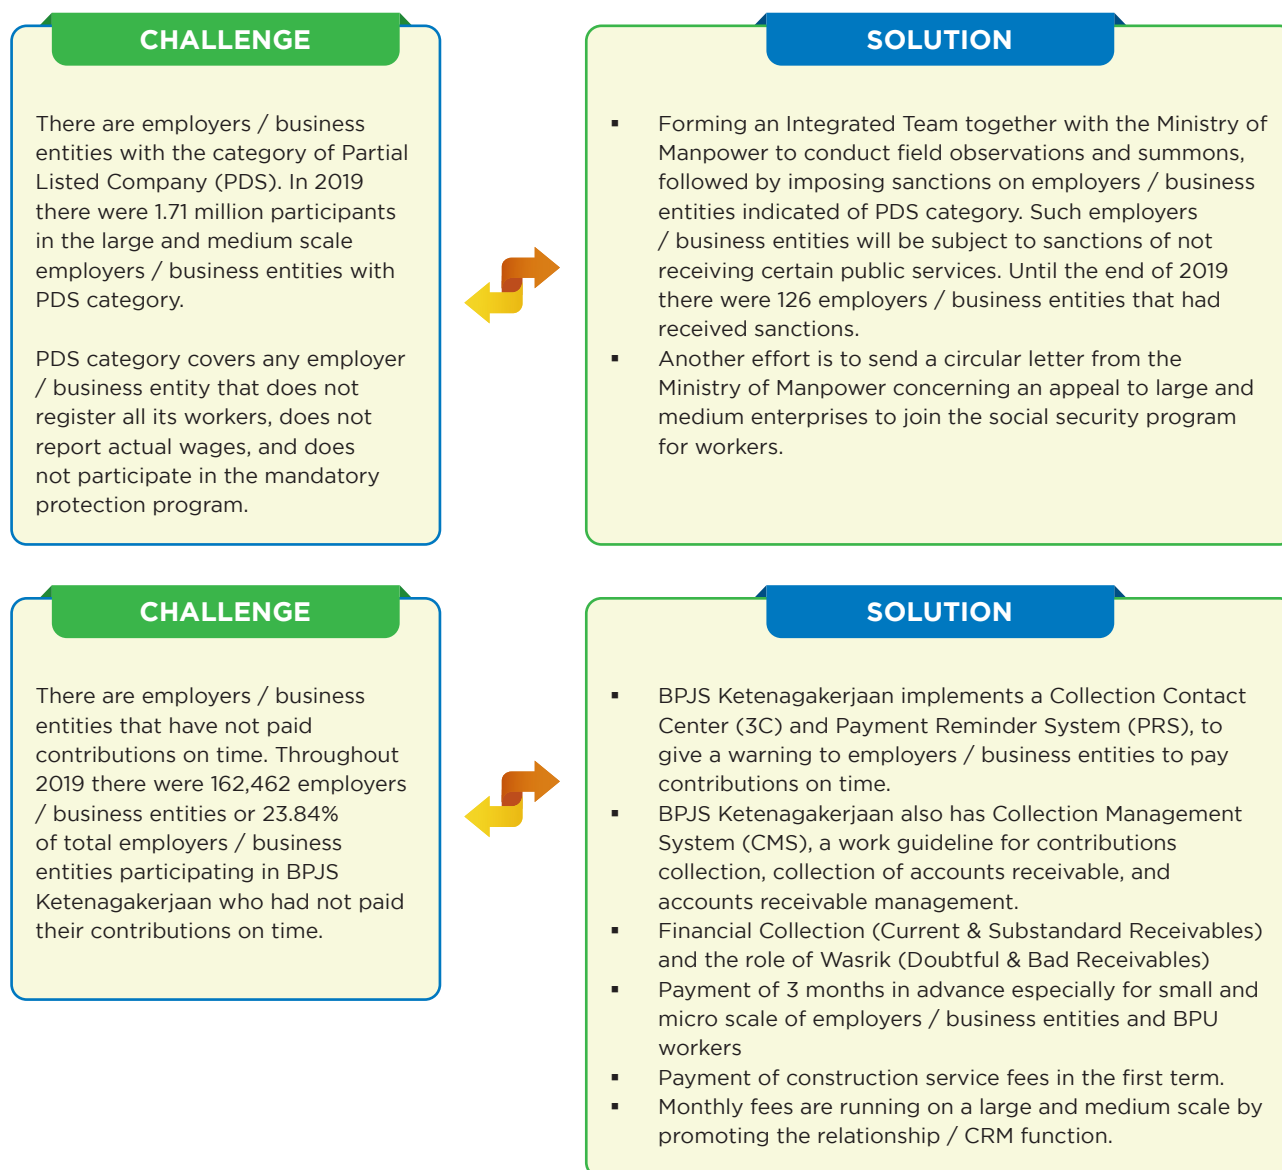 CHALLENGE
There are employers / business
entities with the category of Partial
Listed Company (PDS). In 2019
there were 1.71 million participants
in the large and medium scale
employers / business entities with
PDS category.
PDS category covers any employer
/ business entity that does not
register all its workers, does not
report actual wages, and does
not participate in the mandatory
protection program.
SOLUTION
▪ Forming an Integrated Team together with the Ministry of
Manpower to conduct field observations and summons,
followed by imposing sanctions on employers / business
entities indicated of PDS category. Such employers
/ business entities will be subject to sanctions of not
receiving certain public services. Until the end of 2019
there were 126 employers / business entities that had
received sanctions.
▪ Another effort is to send a circular letter from the
Ministry of Manpower concerning an appeal to large and
medium enterprises to join the social security program
for workers.
CHALLENGE
There are employers / business
entities that have not paid
contributions on time. Throughout
2019 there were 162,462 employers
/ business entities or 23.84%
of total employers / business
entities participating in BPJS
Ketenagakerjaan who had not paid
their contributions on time.
SOLUTION
▪ BPJS Ketenagakerjaan implements a Collection Contact
Center (3C) and Payment Reminder System (PRS), to
give a warning to employers / business entities to pay
contributions on time.
▪ BPJS Ketenagakerjaan also has Collection Management
System (CMS), a work guideline for contributions
collection, collection of accounts receivable, and
accounts receivable management.
▪ Financial Collection (Current & Substandard Receivables)
and the role of Wasrik (Doubtful & Bad Receivables)
▪ Payment of 3 months in advance especially for small and
micro scale of employers / business entities and BPU
workers
▪ Payment of construction service fees in the first term.
▪ Monthly fees are running on a large and medium scale by
promoting the relationship / CRM function.